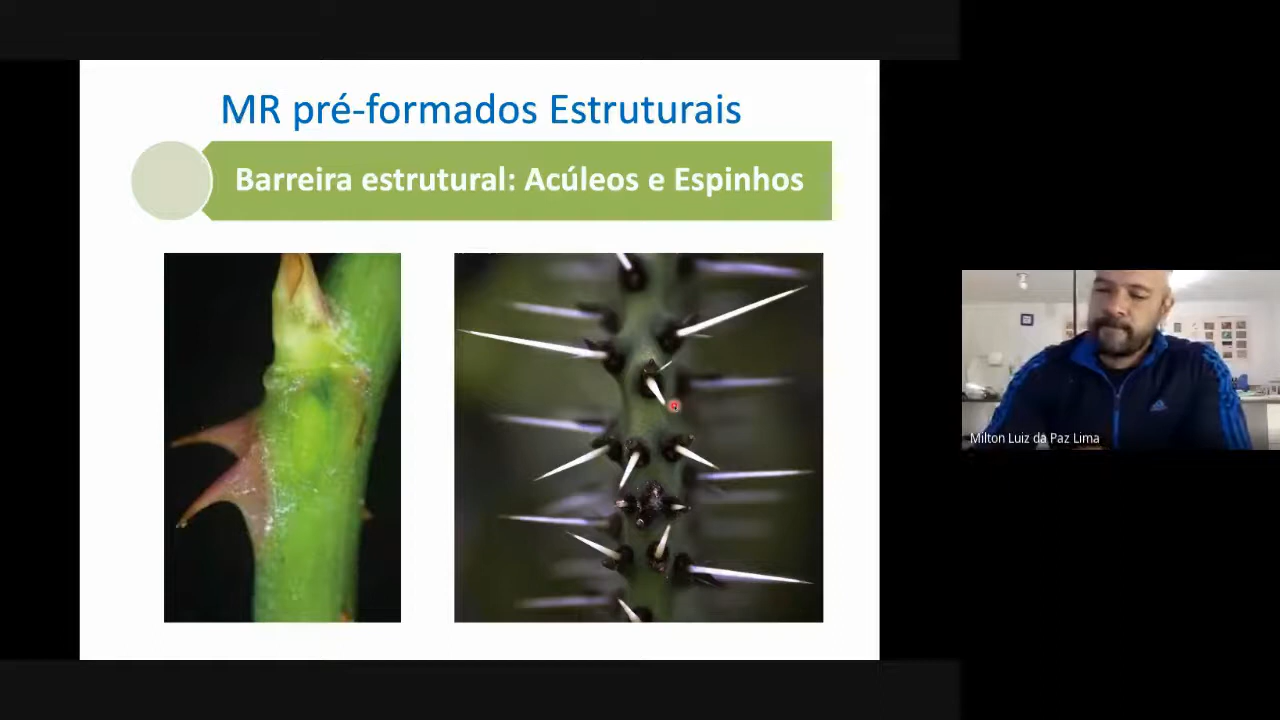 MR pré-formados Estruturais
Barreira estrutural: Acúleos e Espinhos
Milton Luiz da Paz Lima